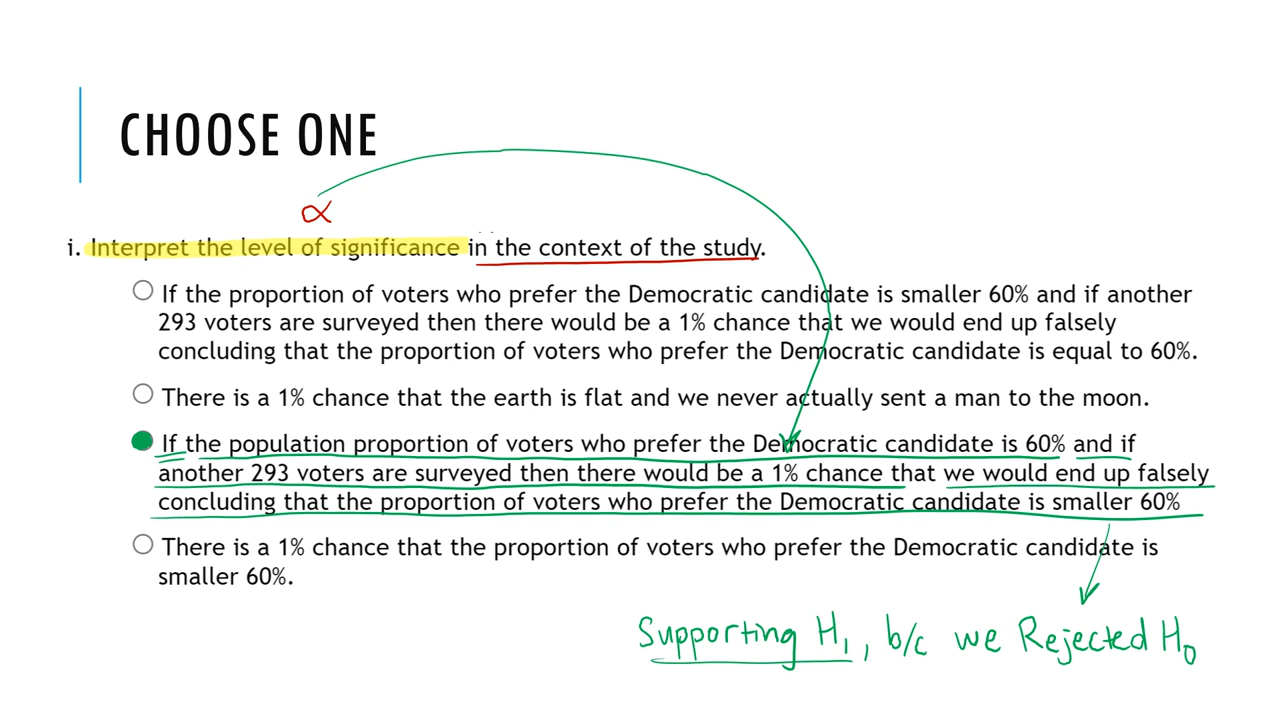 CHOOSE ONE
α
i. Interpret the level of significance in the context of the study.
If the proportion of voters who prefer the Democratic candidate is smaller 60% and if another
293 voters are surveyed then there would be a 1% chance that we would end up falsely
concluding that the proportion of voters who prefer the Democratic candidate is equal to 60%.
There is a 1% chance that the earth is flat and we never actually sent a man to the moon.
If the population proportion of voters who prefer the Democratic candidate is 60% and if
another 293 voters are surveyed then there would be a 1% chance that we would end up falsely
concluding that the proportion of voters who prefer the Democratic candidate is smaller 60%
There is a 1% chance that the proportion of voters who prefer the Democratic candidate is
smaller 60%.
Supporting H₁, b/c we Rejected H₀